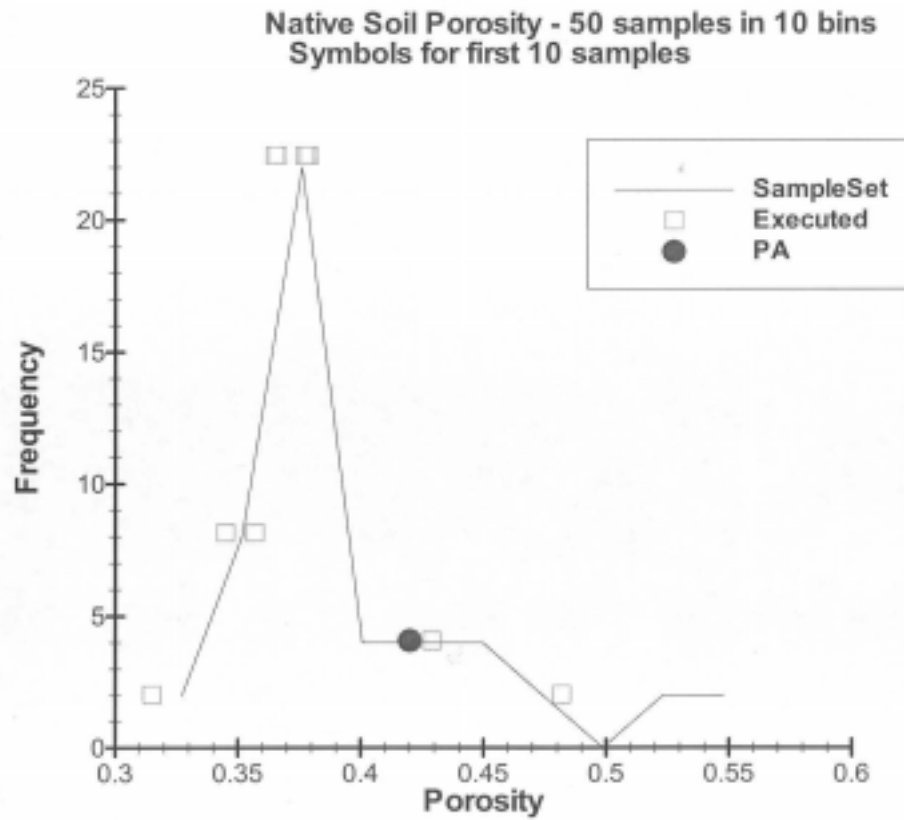 Native Soil Porosity - 50 samples in 10 bins
Symbols for first 10 samples
25
20
15
10
5
0
Frequency
SampleSet
Executed
PA
0.3 0.35 0.4 0.45 0.5 0.55 0.6
Porosity